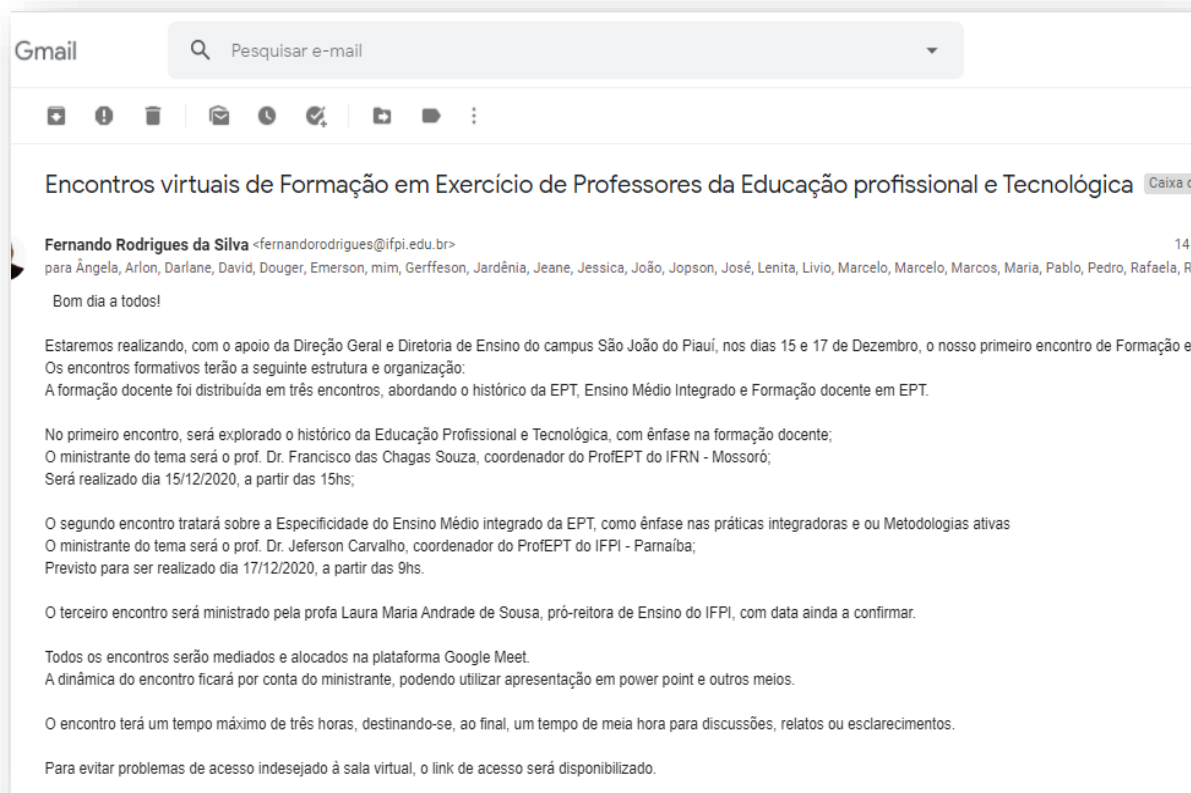 Gmail
Pesquisar e-mail
Encontros virtuais de Formação em Exercício de Professores da Educação profissional e Tecnológica Caixa
Fernando Rodrigues da Silva <fernandorodrigues@ifpi.edu.br> 14
para Ângela, Arlon, Darlane, David, Douger, Emerson, mim, Gerffeson, Jardênia, Jeane, Jessica, João, Jopson, José, Lenita, Livio, Marcelo, Marcelo, Marcos, Maria, Pablo, Pedro, Rafaela, R
Bom dia a todos!
Estaremos realizando, com o apoio da Direção Geral e Diretoria de Ensino do campus São João do Piauí, nos dias 15 e 17 de Dezembro, o nosso primeiro encontro de Formação e
Os encontros formativos terão a seguinte estrutura e organização:
A formação docente foi distribuída em três encontros, abordando o histórico da EPT, Ensino Médio Integrado e Formação docente em EPT.
No primeiro encontro, será explorado o histórico da Educação Profissional e Tecnológica, com ênfase na formação docente;
O ministrante do tema será o prof. Dr. Francisco das Chagas Souza, coordenador do ProfEPT do IFRN - Mossoró;
Será realizado dia 15/12/2020, a partir das 15hs;
O segundo encontro tratará sobre a Especificidade do Ensino Médio integrado da EPT, como ênfase nas práticas integradoras e ou Metodologias ativas
O ministrante do tema será o prof. Dr. Jeferson Carvalho, coordenador do ProfEPT do IFPI - Parnaíba;
Previsto para ser realizado dia 17/12/2020, a partir das 9hs.
O terceiro encontro será ministrado pela profa Laura Maria Andrade de Sousa, pró-reitora de Ensino do IFPI, com data ainda a confirmar.
Todos os encontros serão mediados e alocados na plataforma Google Meet.
A dinâmica do encontro ficará por conta do ministrante, podendo utilizar apresentação em power point e outros meios.
O encontro terá um tempo máximo de três horas, destinando-se, ao final, um tempo de meia hora para discussões, relatos ou esclarecimentos.
Para evitar problemas de acesso indesejado à sala virtual, o link de acesso será disponibilizado.